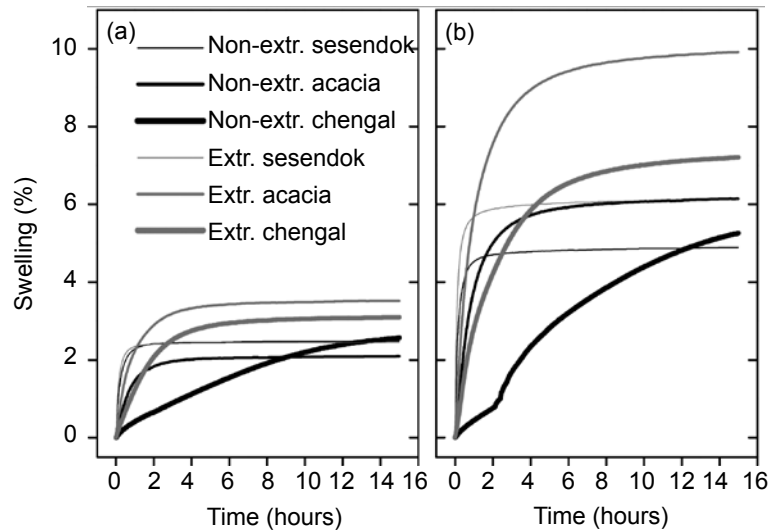 (a)
(b)
Non-extr. sesendok
Non-extr. acacia
Non-extr. chengal
Extr. sesendok
Extr. acacia
Extr. chengal
Swelling (%)
10
8
6
4
2
0
0 2 4 6 8 10 12 14 16
0 2 4 6 8 10 12 14 16
Time (hours)
Time (hours)